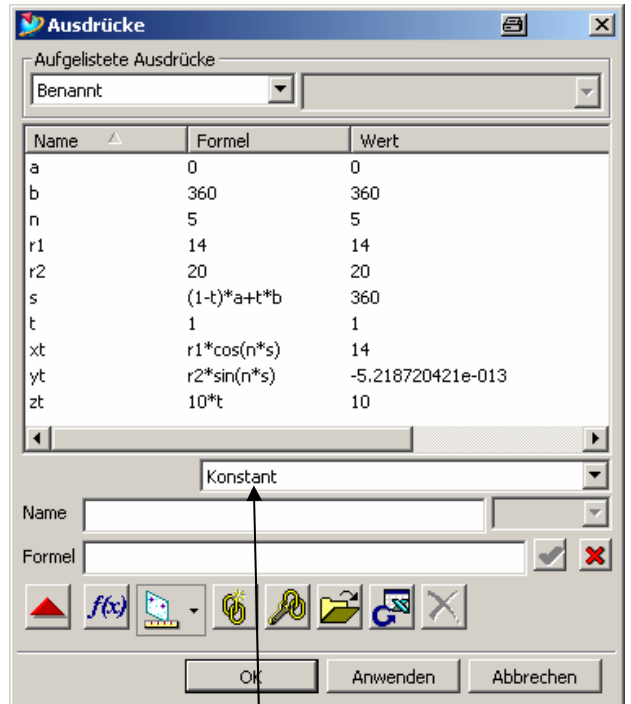 Ausdrücke
Aufgelistete Ausdrücke
Benannt
Name Formel Wert
a 0 0
b 360 360
n 5 5
r1 14 14
r2 20 20
s (1-t)*a+t*b 360
t 1 1
xt r1*cos(n*s) 14
yt r2*sin(n*s) -5.218720421e-013
zt 10*t 10
Konstant
Name
Formel
f(x)
OK Anwenden Abbrechen